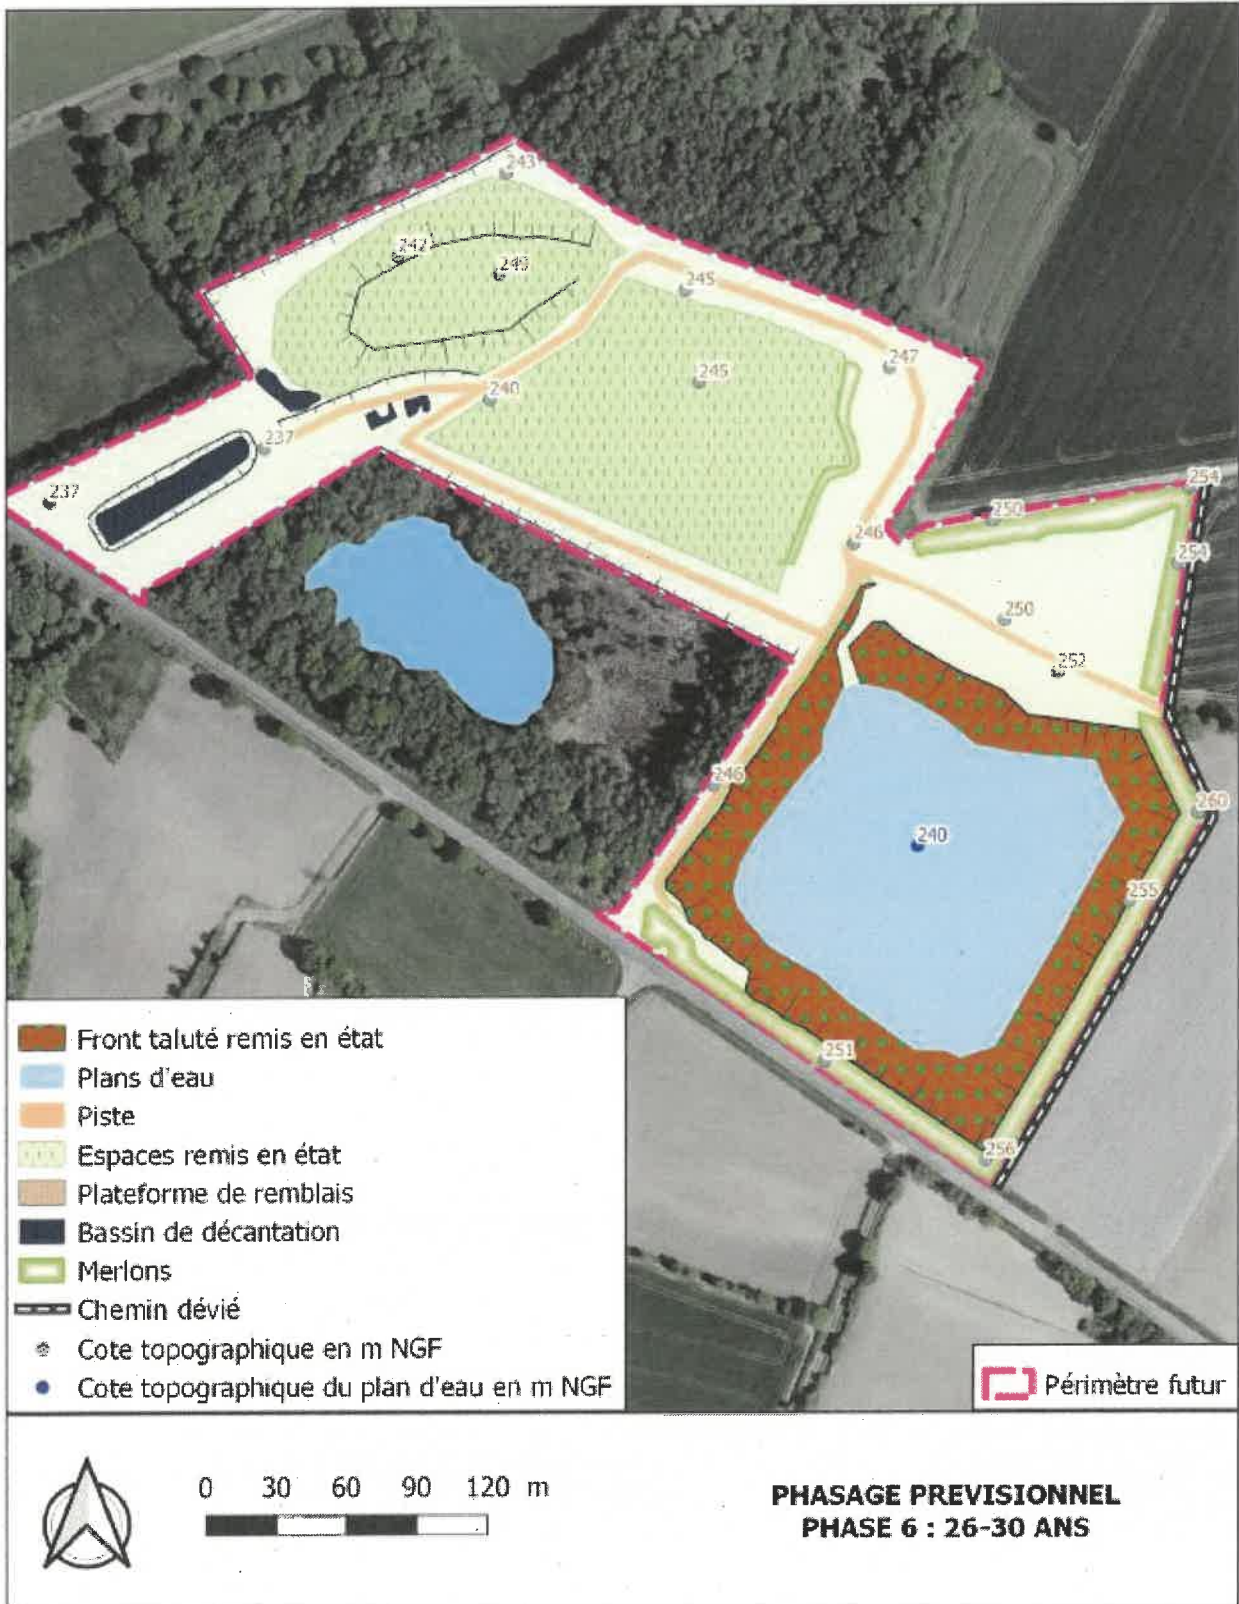 243
242
249
245
247
245
240
237
237
254
250
254
246
250
252
246
260
240
255
251
256
Front taluté remis en état
Plans d'eau
Piste
Espaces remis en état
Plateforme de remblais
Bassin de décantation
Merlons
Chemin dévié
Cote topographique en m NGF
Cote topographique du plan d'eau en m NGF
Périmètre futur
0 30 60 90 120 m
PHASAGE PREVISIONNEL
PHASE 6 : 26-30 ANS